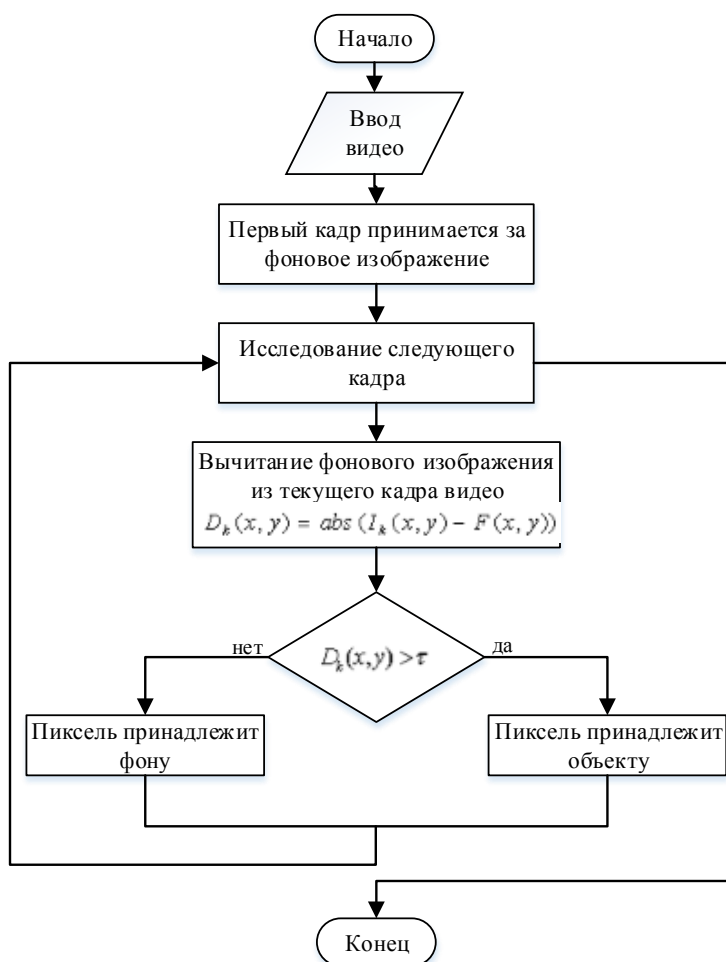 Начало
Ввод
видео
Первый кадр принимается за
фоновое изображение
Исследование следующего
кадра
Вычитание фонового изображения
из текущего кадра видео
D_k(x, y) = abs (I_k(x, y) − F(x, y))
нет
D_k(x,y) > τ
да
Пиксель принадлежит
фону
Пиксель принадлежит
объекту
Конец